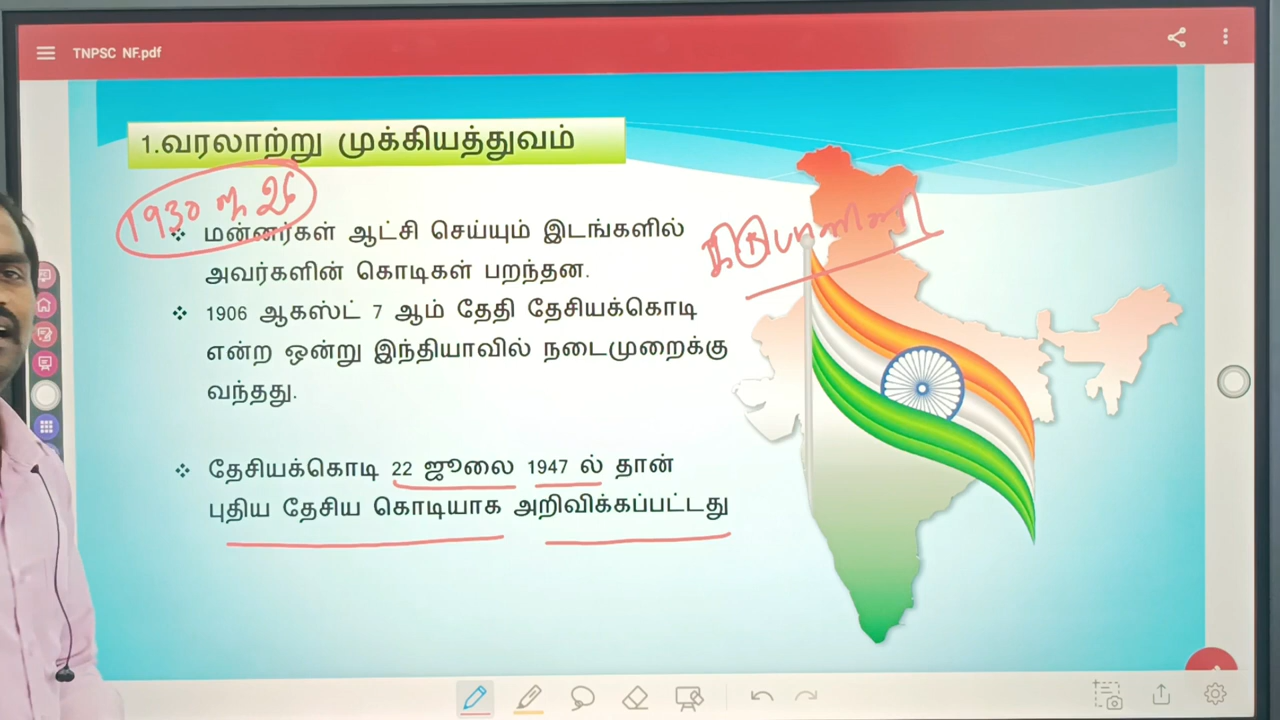 TNPSC NF.pdf
1.வரலாற்று முக்கியத்துவம்
1930 26
❖ மன்னர்கள் ஆட்சி செய்யும் இடங்களில்
அவர்களின் கொடிகள் பறந்தன.
❖ 1906 ஆகஸ்ட் 7 ஆம் தேதி தேசியக்கொடி
என்ற ஒன்று இந்தியாவில் நடைமுறைக்கு
வந்தது.
❖ தேசியக்கொடி 22 ஜூலை 1947 ல் தான்
புதிய தேசிய கொடியாக அறிவிக்கப்பட்டது